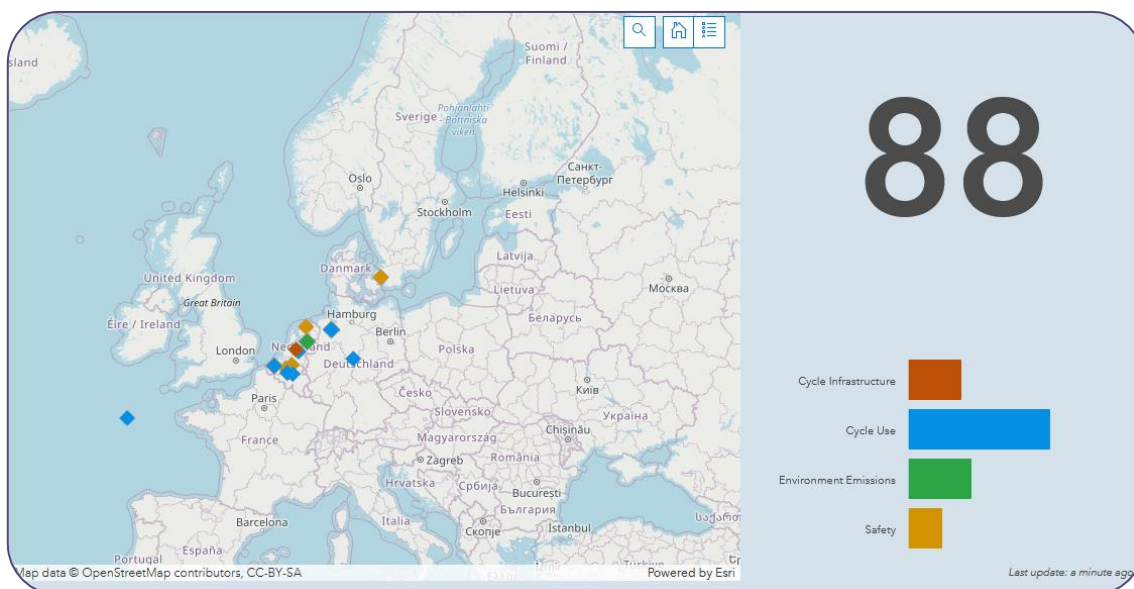 sland
Suomi /
Finland
Pohjanlahti
Bottniska
viken
Sverige
Санкт-
Петербург
Oslo
Helsinki
Stockholm
Eesti
Latvija
Danmark
Lietuva
Москва
United Kingdom
Great Britain
Hamburg
Беларусь
Éire / Ireland
Berlin
London
Polska
Deutschland
Česko
Київ
Paris
Slovensko
Україна
France
Magyarország
Chișinău
Zagreb
România
Hrvatska
Србија
București
България
Barcelona
Italia
Скопје
İstanbul
Portugal
España
Türkiye
Map data © OpenStreetMap contributors, CC-BY-SA
Powered by Esri
88
Cycle Infrastructure
Cycle Use
Environment Emissions
Safety
Last update: a minute ago